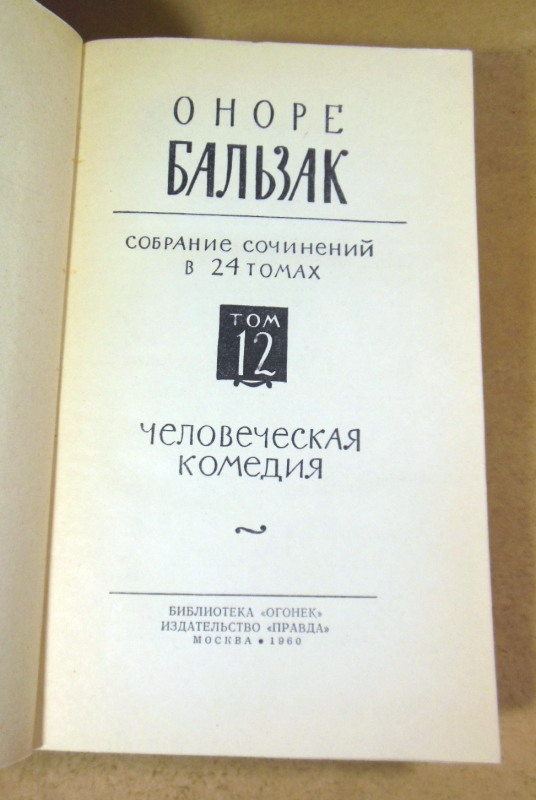 ОНОРЕ
БАЛЬЗАК
СОБРАНИЕ СОЧИНЕНИЙ
В 24 ТОМАХ
ТОМ
12
ЧЕЛОВЕЧЕСКАЯ
КОМЕДИЯ
~
БИБЛИОТЕКА «ОГОНЕК»
ИЗДАТЕЛЬСТВО «ПРАВДА»
МОСКВА • 1960